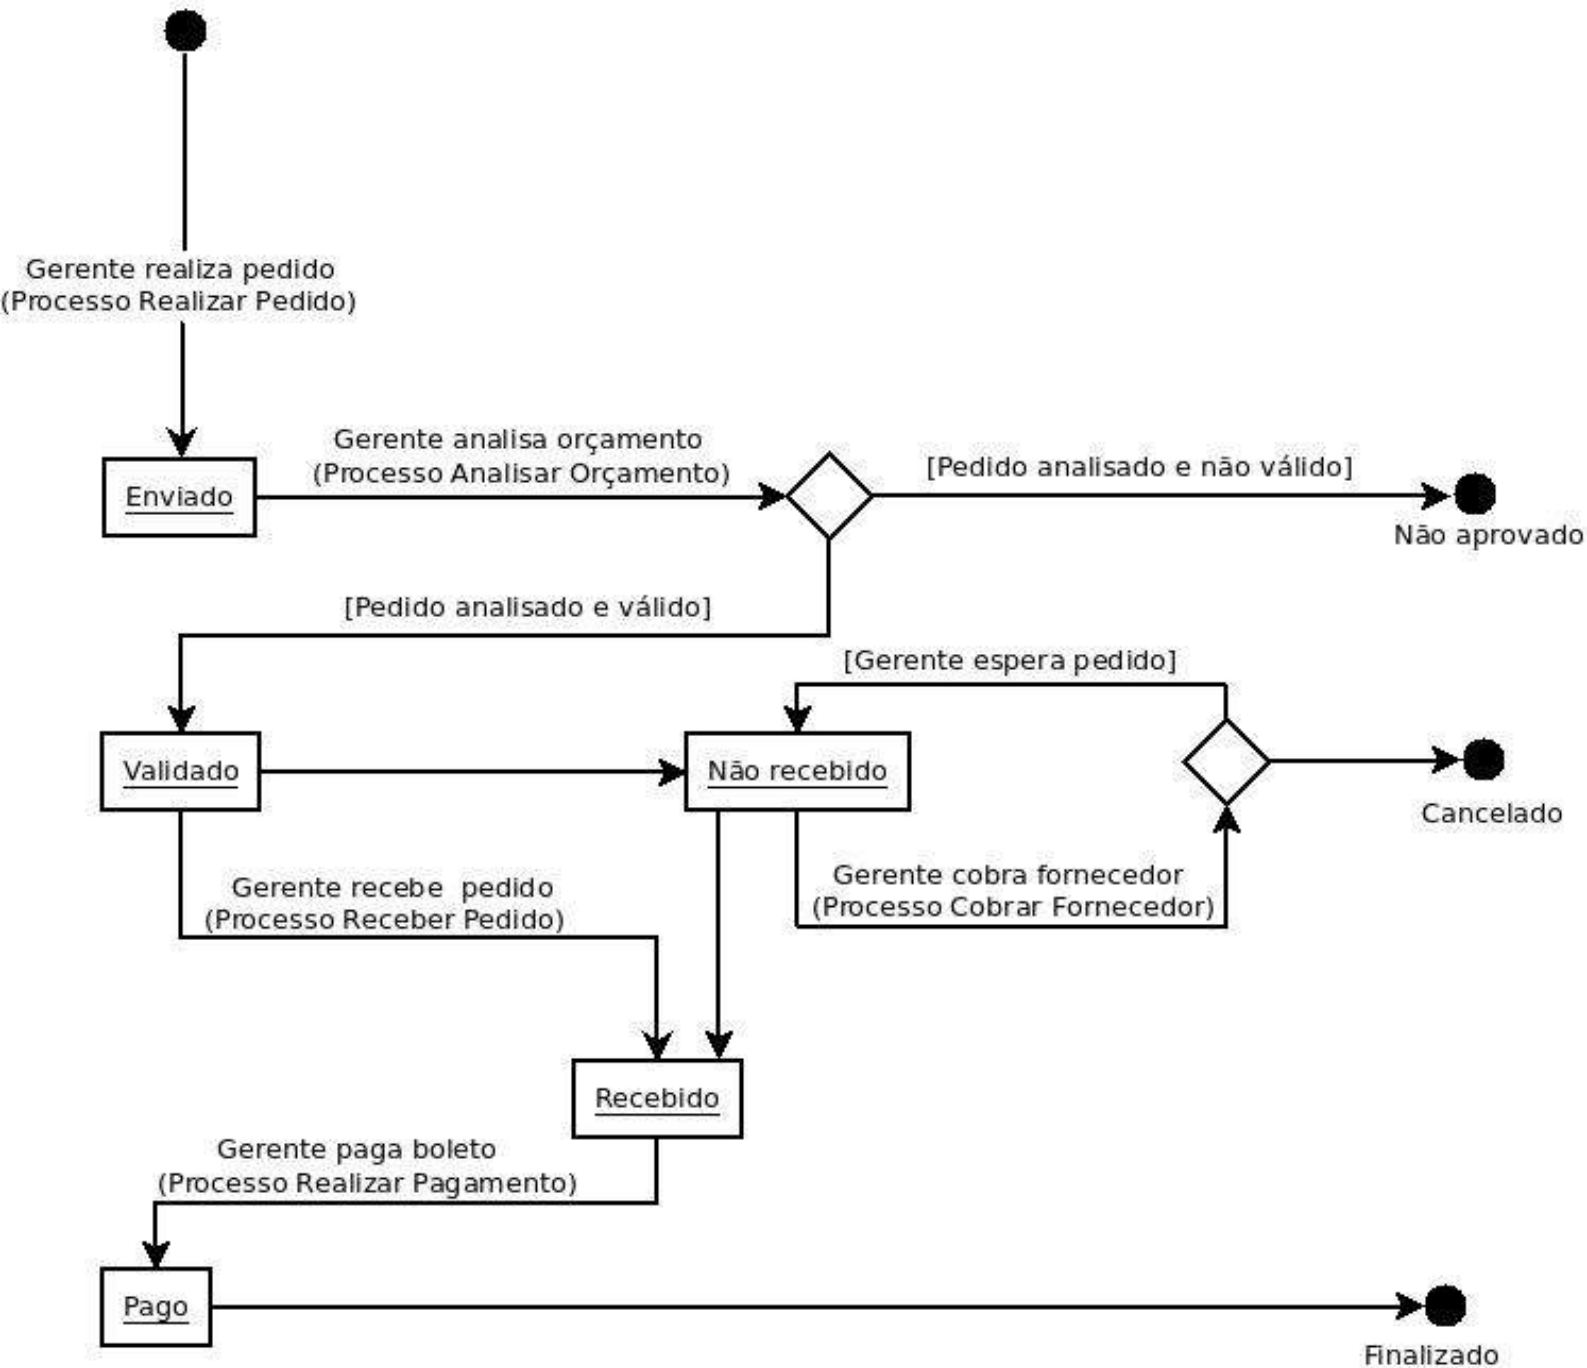 Gerente realiza pedido
(Processo Realizar Pedido)
Gerente analisa orçamento
(Processo Analisar Orçamento)
[Pedido analisado e não válido]
Enviado
Não aprovado
[Pedido analisado e válido]
[Gerente espera pedido]
Validado
Não recebido
Cancelado
Gerente recebe pedido
(Processo Receber Pedido)
Gerente cobra fornecedor
(Processo Cobrar Fornecedor)
Recebido
Gerente paga boleto
(Processo Realizar Pagamento)
Pago
Finalizado